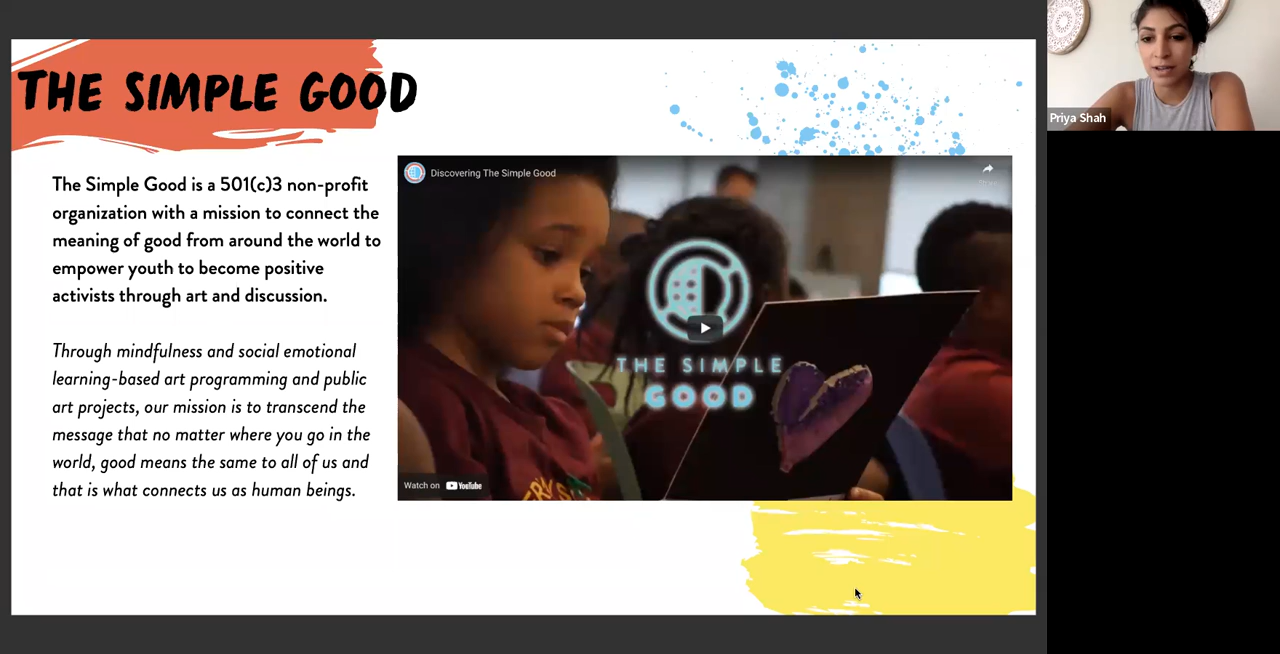 THE SIMPLE GOOD
The Simple Good is a 501(c)3 non-profit
organization with a mission to connect the
meaning of good from around the world to
empower youth to become positive
activists through art and discussion.
Through mindfulness and social emotional
learning-based art programming and public
art projects, our mission is to transcend the
message that no matter where you go in the
world, good means the same to all of us and
that is what connects us as human beings.
Discovering The Simple Good
THE SIMPLE
GOOD
Watch on YouTube
Priya Shah